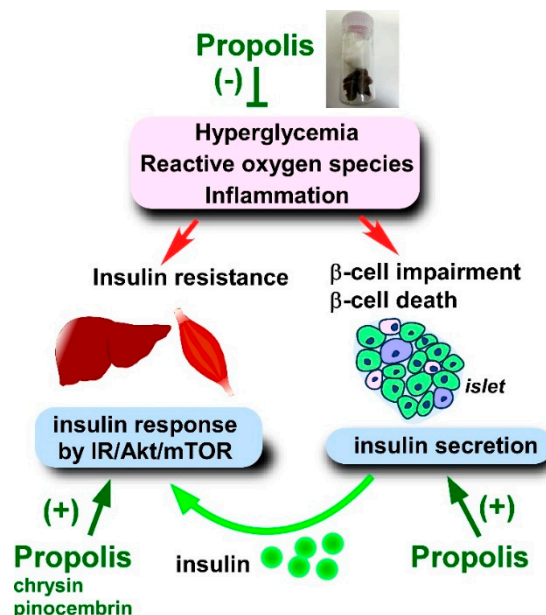 Propolis
(-)
Hyperglycemia
Reactive oxygen species
Inflammation
Insulin resistance
β-cell impairment
β-cell death
islet
insulin response
by IR/Akt/mTOR
insulin secretion
(+)
(+)
Propolis
chrysin
pinocembrin
insulin
Propolis